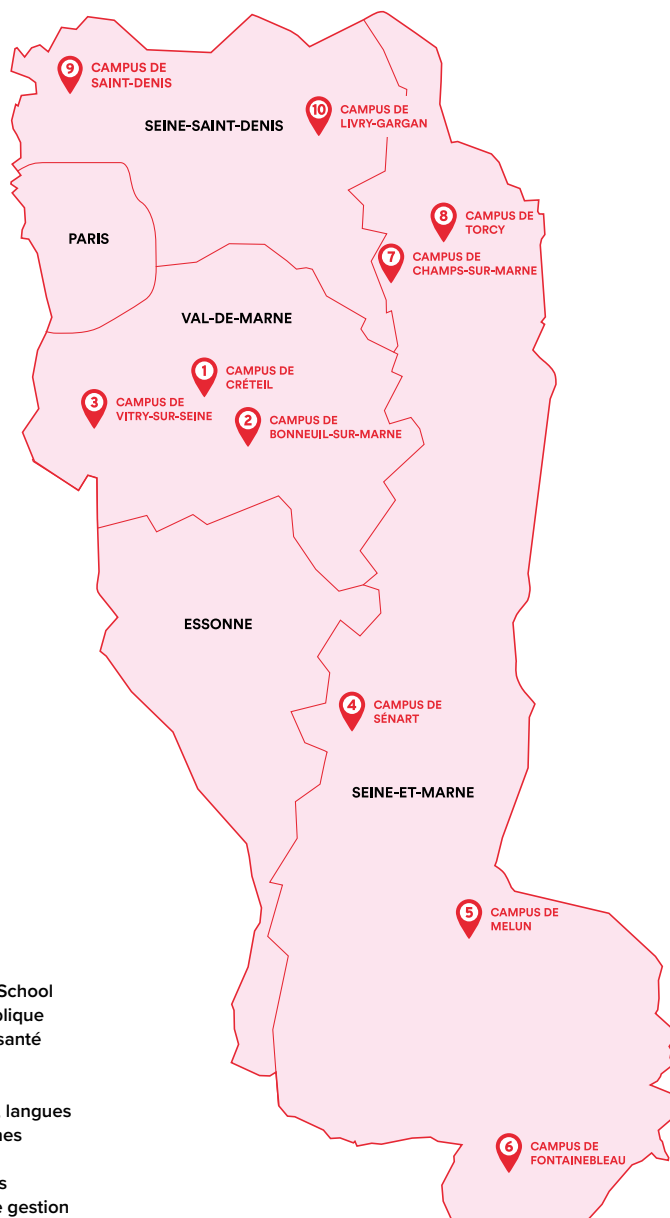 9
CAMPUS DE
SAINT-DENIS
10
CAMPUS DE
LIVRY-GARGAN
SEINE-SAINT-DENIS
8
CAMPUS DE
TORCY
PARIS
7
CAMPUS DE
CHAMPS-SUR-MARNE
VAL-DE-MARNE
1
CAMPUS DE
CRÉTEIL
3
CAMPUS DE
VITRY-SUR-SEINE
2
CAMPUS DE
BONNEUIL-SUR-MARNE
ESSONNE
4
CAMPUS DE
SÉNART
SEINE-ET-MARNE
5
CAMPUS DE
MELUN
6
CAMPUS DE
FONTAINEBLEAU
School
santé
langues
gestion